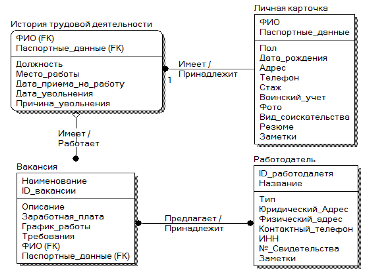 История трудовой деятельности
ФИО (FK)
Паспортные_данные (FK)
Должность
Место_работы
Дата_приема_на_работу
Дата_увольнения
Причина_увольнения
Имеет /
Принадлежит
1
Личная карточка
ФИО
Паспортные_данные
Пол
Дата_рождения
Адрес
Телефон
Стаж
Воинский_учет
Фото
Вид_соискательства
Резюме
Заметки
Имеет /
Работает
Вакансия
Наименование
ID_вакансии
Описание
Заработная_плата
График_работы
Требования
ФИО (FK)
Паспортные_данные (FK)
Предлагает /
Принадлежит
Работодатель
ID_работодалетя
Название
Тип
Юридический_Адрес
Физический_адрес
Контактный_телефон
ИНН
№_Свидетельства
Заметки